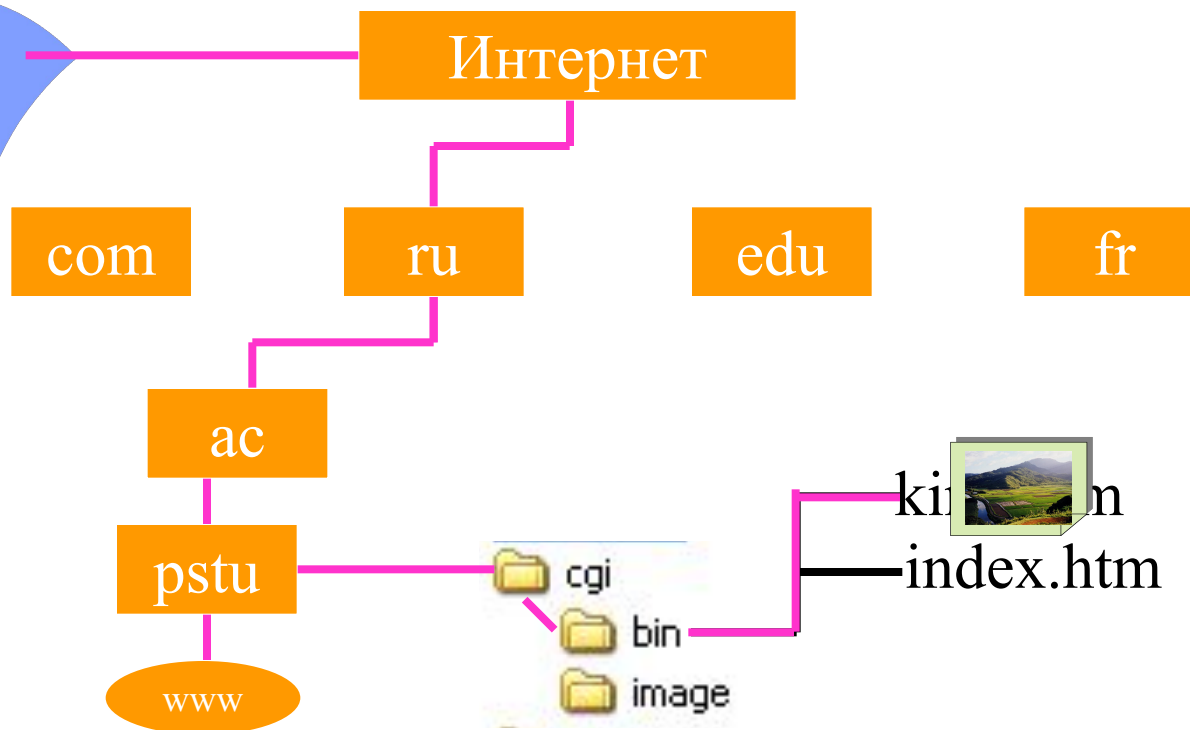 Интернет
com ru edu fr
ac
pstu
cgi
index.htm
bin
image
www